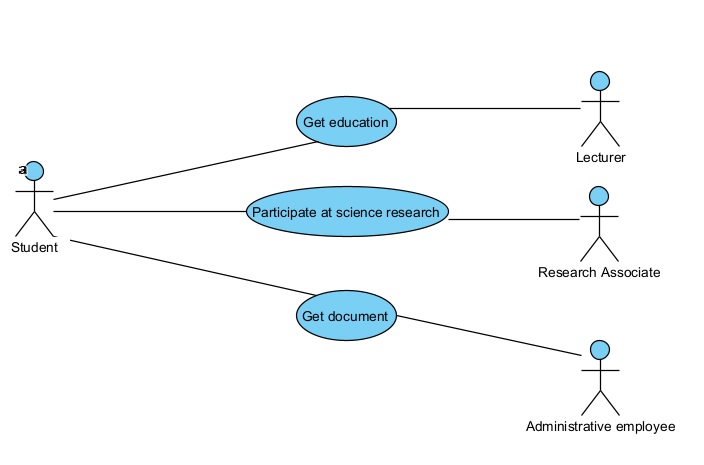 Get education
Lecturer
a
Student
Participate at science research
Research Associate
Get document
Administrative employee